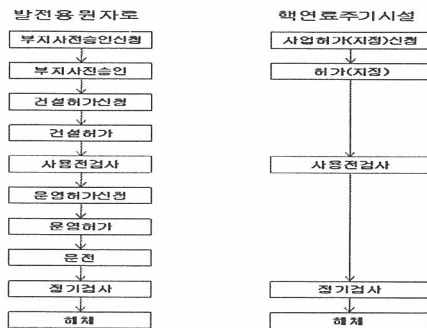 발전용원자로
부지사전승인신청
부지사전승인
건설허가신청
건설허가
사용전검사
운영허가신청
운영허가
운전
정기검사
해체
핵연료주기시설
사업허가(지정)신청
허가(지정)
사용전검사
정기검사
해체